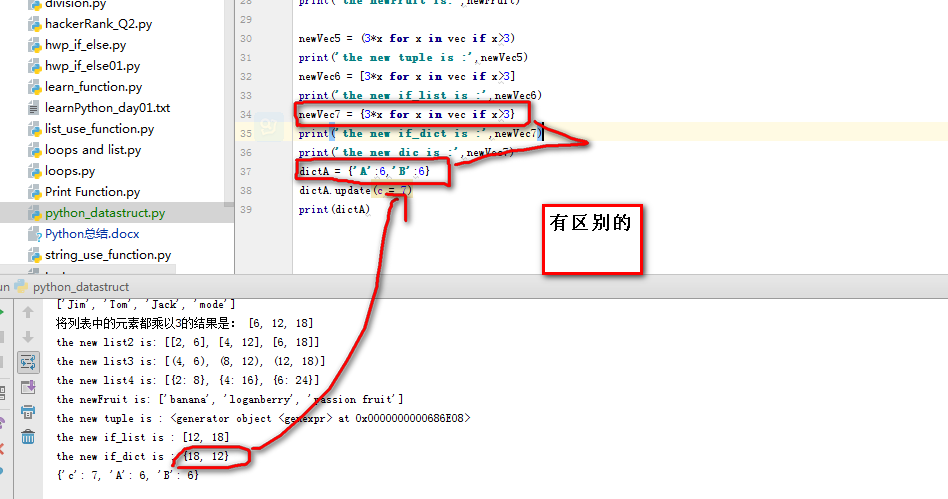 division.py
hackerRank_Q2.py
hwp_if_else.py
hwp_if_else01.py
learn_function.py
learnPython_day01.txt
list_use_function.py
loops and list.py
loops.py
Print Function.py
python_datastruct.py
Python总结.docx
string_use_function.py
28 print('the newFruit is:',newFruit)
29
30 newVec5 = (3*x for x in vec if x>3)
31 print('the new tuple is :',newVec5)
32 newVec6 = [3*x for x in vec if x>3]
33 print('the new if_list is :',newVec6)
34 newVec7 = {3*x for x in vec if x>3}
35 print('the new if_dict is :',newVec7)
36 print('the new dic is :',newVec7)
37 dictA = {'A':6,'B':6}
38 dictA.update(c = 7)
39 print(dictA)
有区别的
un python_datastruct
['Jim', 'Tom', 'Jack', 'mode']
将列表中的元素都乘以3的结果是: [6, 12, 18]
the new list2 is: [[2, 6], [4, 12], [6, 18]]
the new list3 is: [(4, 6), (8, 12), (12, 18)]
the new list4 is: [{2: 8}, {4: 16}, {6: 24}]
the newFruit is: ['banana', 'loganberry', 'passion fruit']
the new tuple is : <generator object <genexpr> at 0x0000000000686E08>
the new if_list is : [12, 18]
the new if_dict is : {18, 12}
{'c': 7, 'A': 6, 'B': 6}